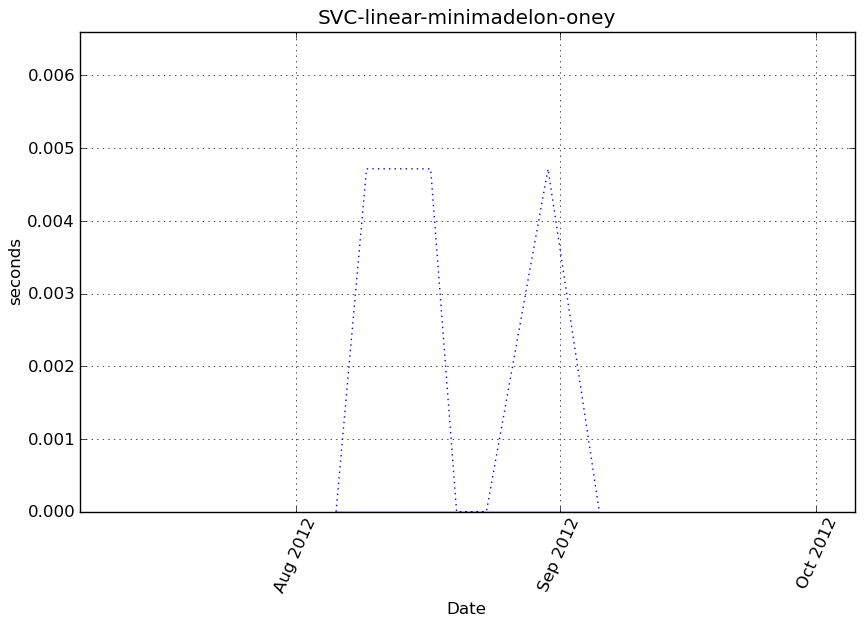 SVC-linear-minimadelon-oney
0.006
0.005
0.004
0.003
0.002
0.001
0.000
seconds
Aug 2012
Sep 2012
Oct 2012
Date